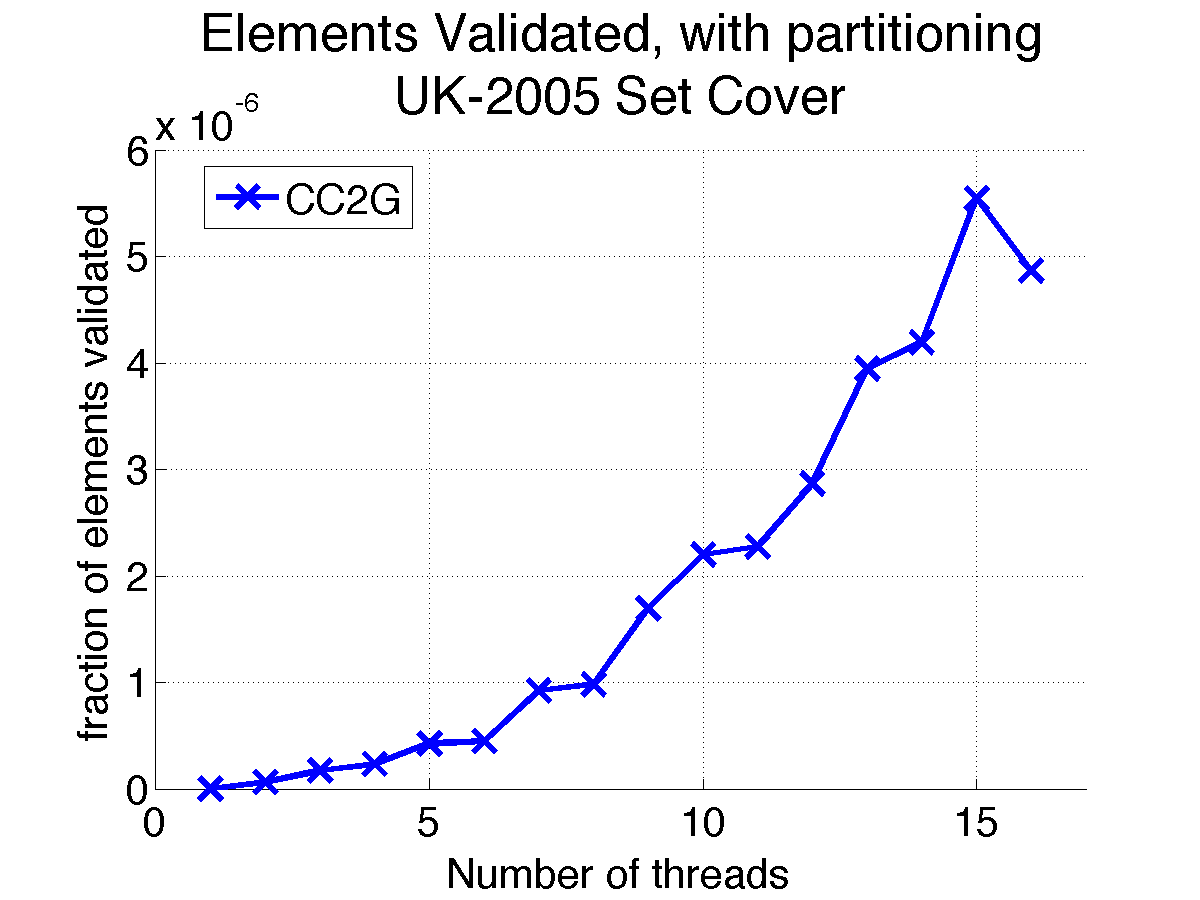 Elements Validated, with partitioning
UK-2005 Set Cover
x 10^-6
6
5
4
3
2
1
0
CC2G
fraction of elements validated
0 5 10 15
Number of threads